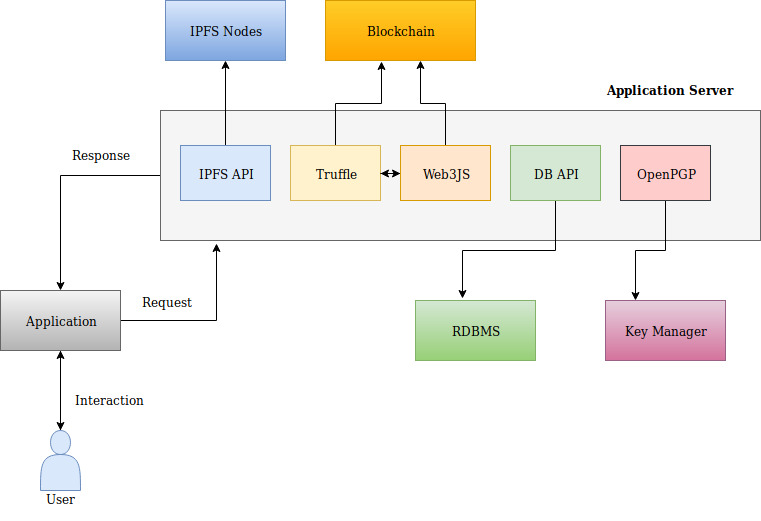 IPFS Nodes
Blockchain
Application Server
Response
IPFS API
Truffle
Web3JS
DB API
OpenPGP
Request
Application
RDBMS
Key Manager
Interaction
User